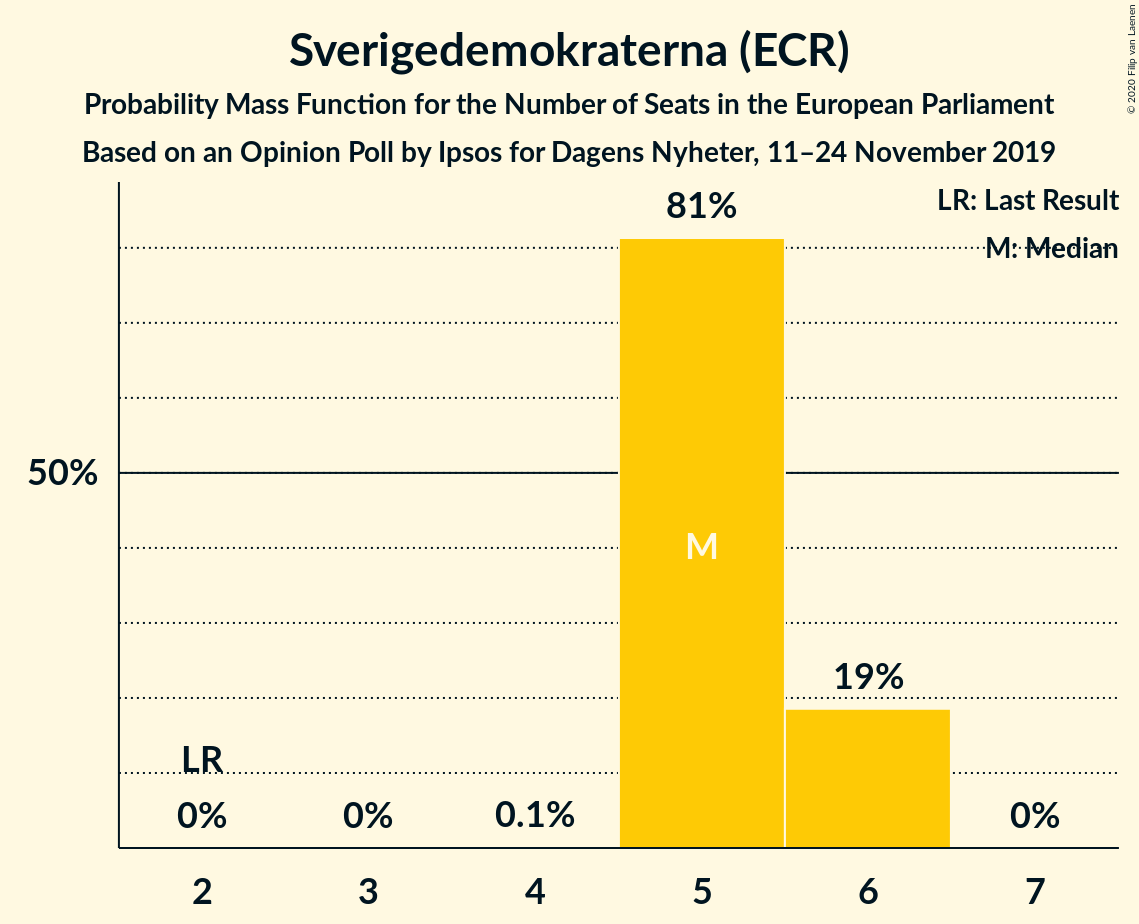 Sverigedemokraterna (ECR)
Probability Mass Function for the Number of Seats in the European Parliament
Based on an Opinion Poll by Ipsos for Dagens Nyheter, 11–24 November 2019
© 2020 Filip van Laenen
LR: Last Result
M: Median
81%
50%
M
19%
LR
0%
0%
0.1%
0%
2
3
4
5
6
7